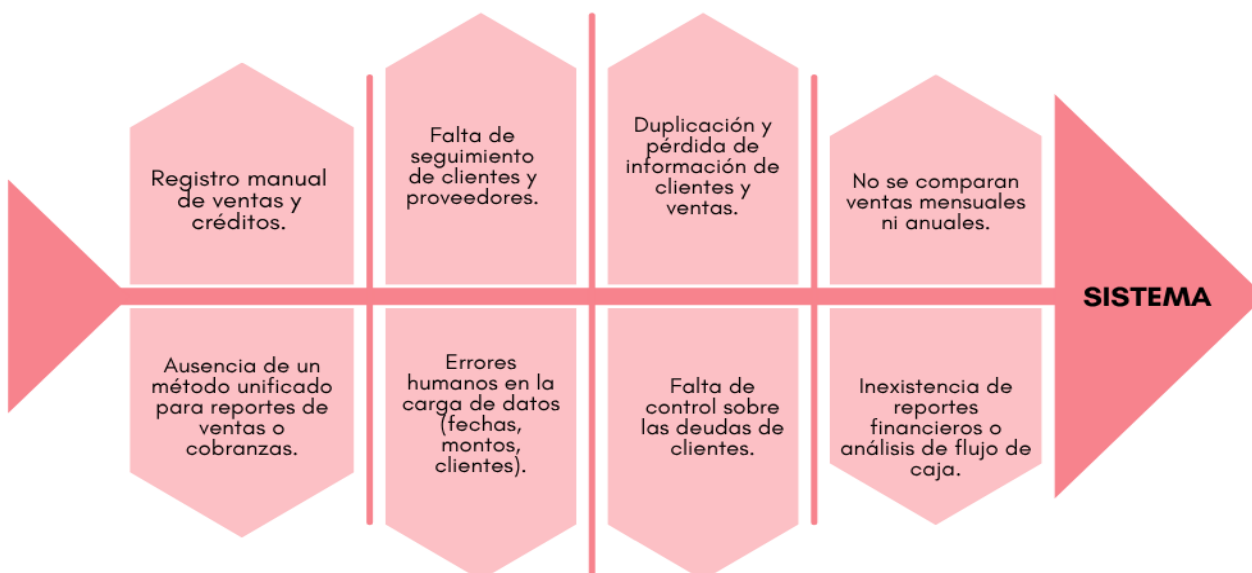 Registro manual
de ventas y
créditos.
Falta de
seguimiento
de clientes y
proveedores.
Duplicación y
pérdida de
información de
clientes y
ventas.
No se comparan
ventas mensuales
ni anuales.
SISTEMA
Ausencia de un
método unificado
para reportes de
ventas o
cobranzas.
Errores
humanos en la
carga de datos
(fechas,
montos,
clientes).
Falta de
control sobre
las deudas de
clientes.
Inexistencia de
reportes
financieros o
análisis de flujo de
caja.